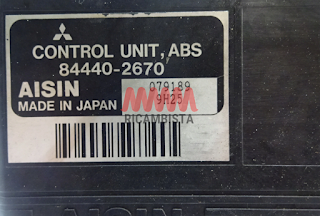 CONTROL UNIT, ABS
84440-2670
AISIN
079189
9H25
MADE IN JAPAN
RICAMBISTA